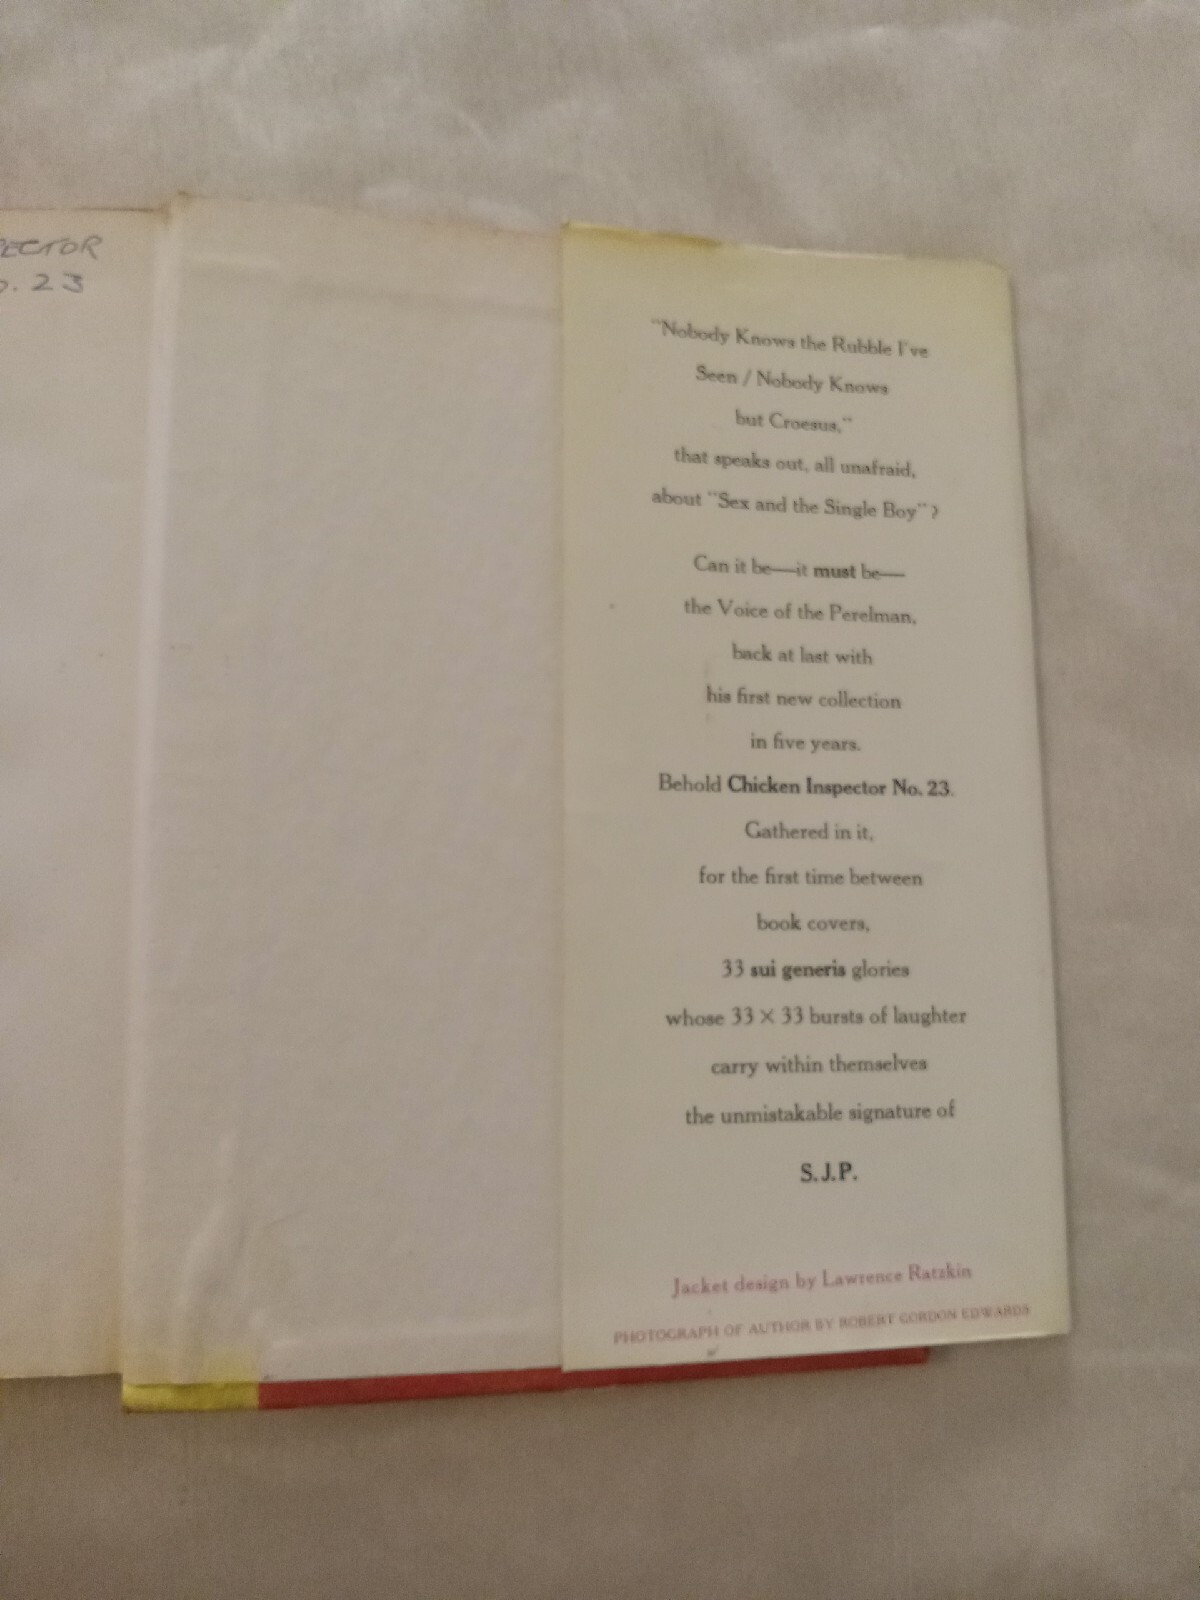 PECTOR
o. 23
"Nobody Knows the Rubble I've
Seen / Nobody Knows
but Croesus,"
that speaks out, all unafraid,
about "Sex and the Single Boy"?
Can it be—it must be—
the Voice of the Perelman,
back at last with
his first new collection
in five years.
Behold Chicken Inspector No. 23.
Gathered in it,
for the first time between
book covers,
33 sui generis glories
whose 33 × 33 bursts of laughter
carry within themselves
the unmistakable signature of
S.J.P.
Jacket design by Lawrence Ratzkin
PHOTOGRAPH OF AUTHOR BY ROBERT GORDON EDWARDS